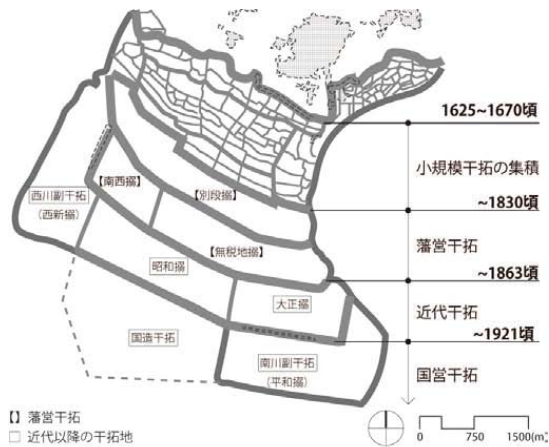 1625~1670頃
小規模干拓の集積
~1830頃
藩営干拓
~1863頃
近代干拓
~1921頃
国営干拓
西川副干拓
(西新搦)
【南西搦】
【別段搦】
【無税地搦】
昭和搦
大正搦
国造干拓
南川副干拓
(平和搦)
【】 藩営干拓
□ 近代以降の干拓地
0 750 1500(m)